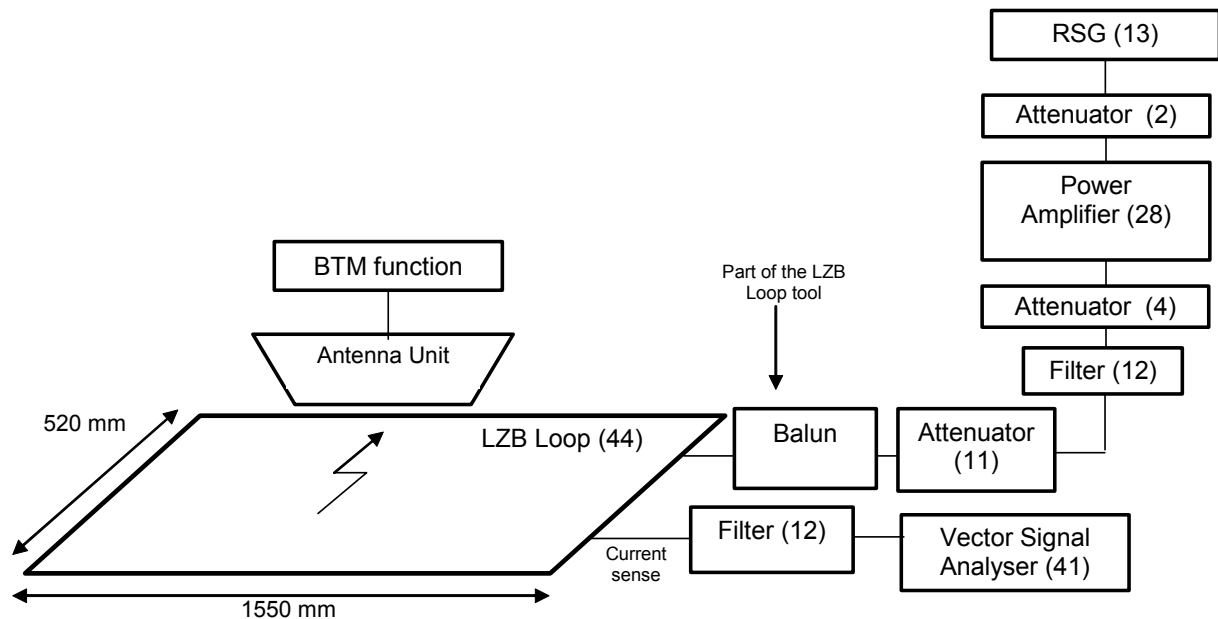 RSG (13)
Attenuator (2)
Power
Amplifier (28)
BTM function
Part of the LZB
Loop tool
Attenuator (4)
Antenna Unit
Filter (12)
520 mm
LZB Loop (44)
Balun
Attenuator
(11)
Filter (12)
Vector Signal
Analyser (41)
Current
sense
1550 mm